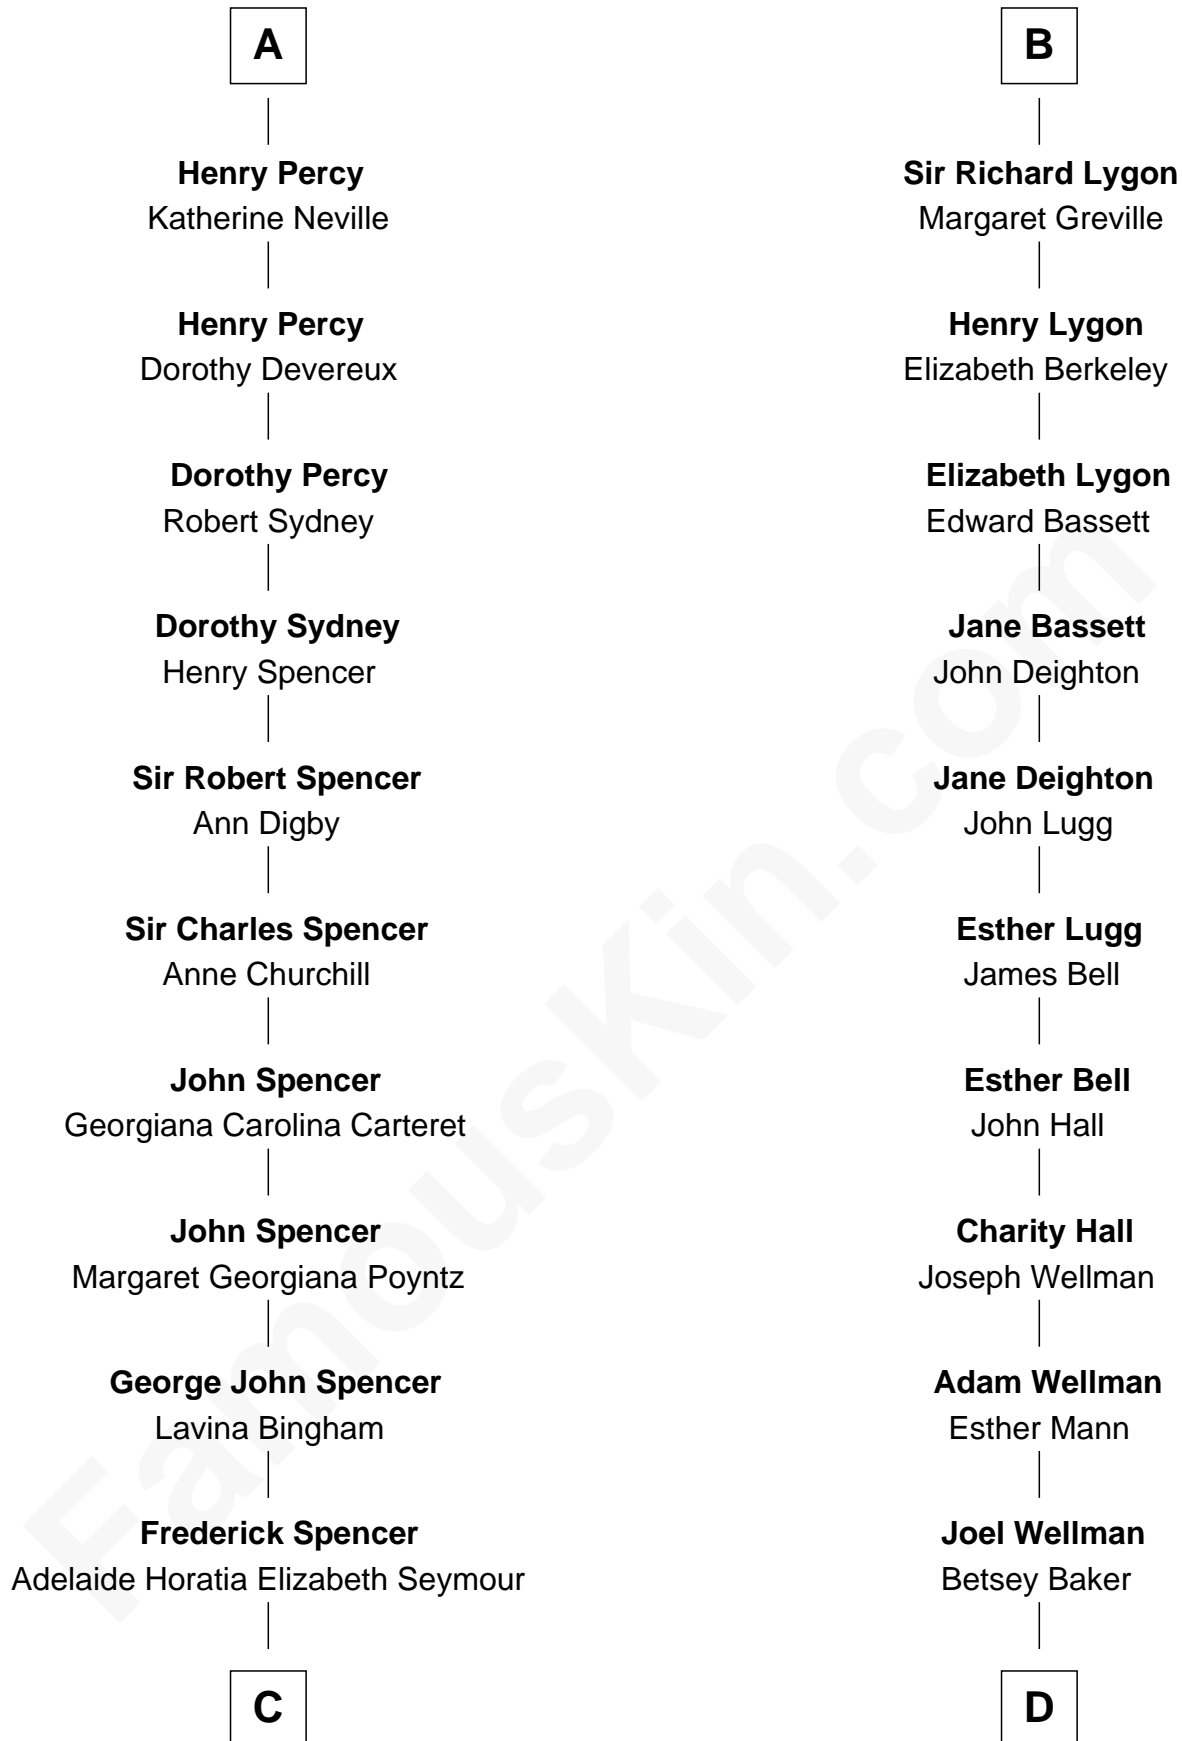 A
Henry Percy
Katherine Neville
Henry Percy
Dorothy Devereux
Dorothy Percy
Robert Sydney
Dorothy Sydney
Henry Spencer
Sir Robert Spencer
Ann Digby
Sir Charles Spencer
Anne Churchill
John Spencer
Georgiana Carolina Carteret
John Spencer
Margaret Georgiana Poyntz
George John Spencer
Lavina Bingham
Frederick Spencer
Adelaide Horatia Elizabeth Seymour
C
B
Sir Richard Lygon
Margaret Greville
Henry Lygon
Elizabeth Berkeley
Elizabeth Lygon
Edward Bassett
Jane Bassett
John Deighton
Jane Deighton
John Lugg
Esther Lugg
James Bell
Esther Bell
John Hall
Charity Hall
Joseph Wellman
Adam Wellman
Esther Mann
Joel Wellman
Betsey Baker
D
FamousKin.com